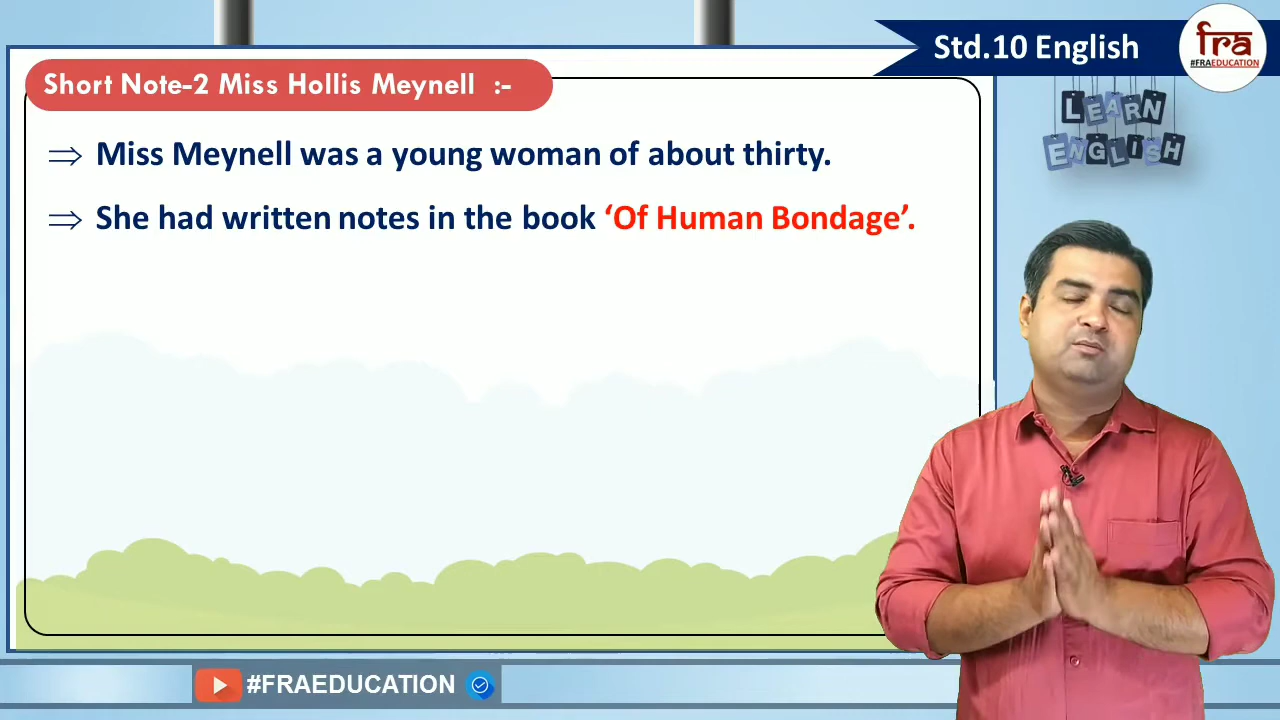 Std.10 English
fra
#FRAEDUCATION
LEARN
ENGLISH
Short Note-2 Miss Hollis Meynell :-
⇒ Miss Meynell was a young woman of about thirty.
⇒ She had written notes in the book ‘Of Human Bondage’.
#FRAEDUCATION